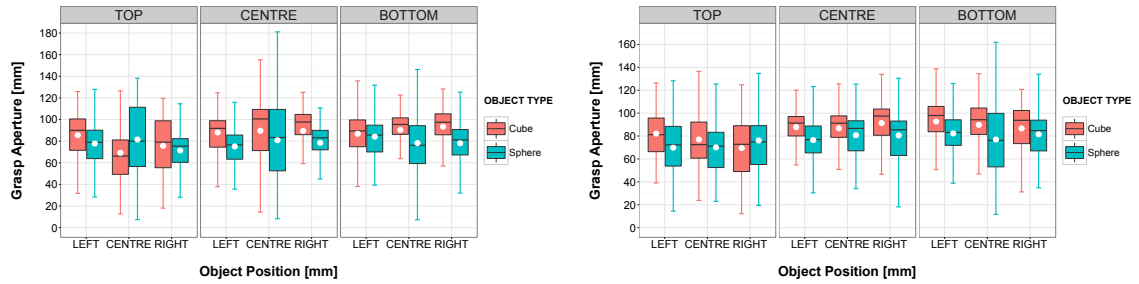 TOP CENTRE BOTTOM
Grasp Aperture [mm]
180
160
140
120
100
80
60
40
20
0
LEFT CENTRE RIGHT LEFT CENTRE RIGHT LEFT CENTRE RIGHT
Object Position [mm]
OBJECT TYPE
Cube
Sphere
TOP CENTRE BOTTOM
Grasp Aperture [mm]
160
140
120
100
80
60
40
20
0
LEFT CENTRE RIGHT LEFT CENTRE RIGHT LEFT CENTRE RIGHT
Object Position [mm]
OBJECT TYPE
Cube
Sphere